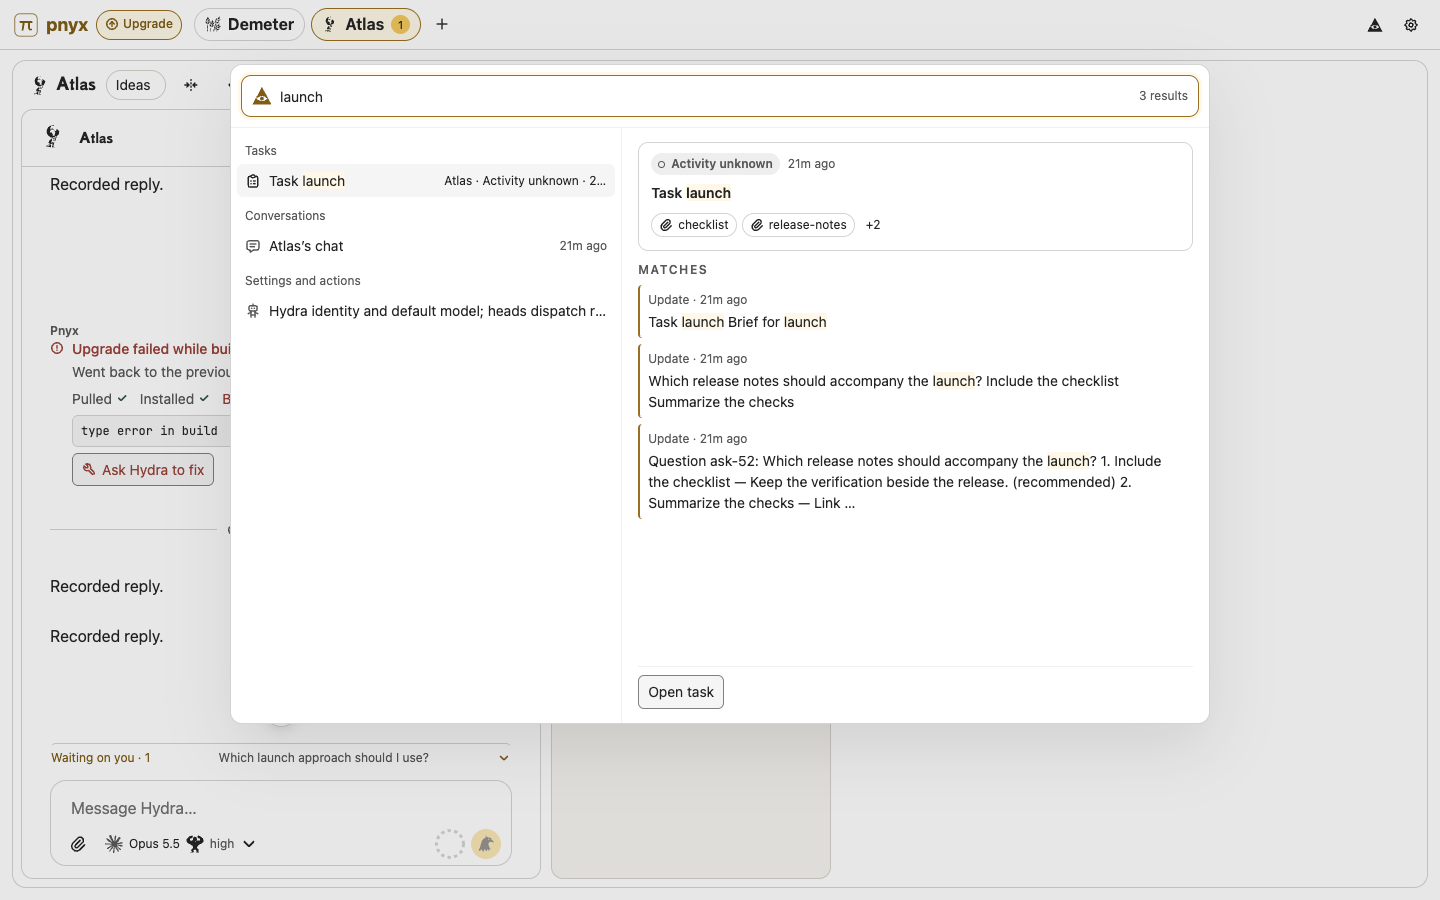 π pnyx
Upgrade
Demeter
Atlas 1
Atlas
Ideas
Atlas
Recorded reply.
Pnyx
Upgrade failed while bui
Went back to the previou
Pulled
Installed
B
type error in build
Ask Hydra to fix
Recorded reply.
Recorded reply.
Waiting on you · 1
Which launch approach should I use?
Message Hydra...
Opus 5.5
high
launch
3 results
Tasks
Task launch
Atlas · Activity unknown · 2...
Conversations
Atlas's chat
21m ago
Settings and actions
Hydra identity and default model; heads dispatch r...
Activity unknown
21m ago
Task launch
checklist
release-notes
+2
MATCHES
Update · 21m ago
Task launch Brief for launch
Update · 21m ago
Which release notes should accompany the launch? Include the checklist
Summarize the checks
Update · 21m ago
Question ask-52: Which release notes should accompany the launch? 1. Include
the checklist — Keep the verification beside the release. (recommended) 2.
Summarize the checks — Link ...
Open task